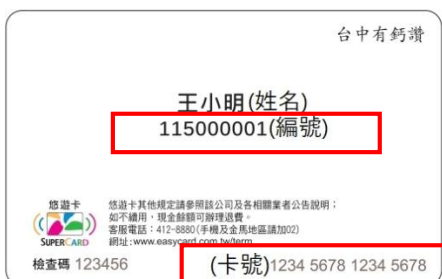 台中有鈣讚
王小明(姓名)
115000001(編號)
悠遊卡
SUPERCARD
悠遊卡其他規定請參照該公司及各相關業者公告說明;
如不續用,現金餘額可辦理退費。
客服電話:412-8880(手機及金馬地區請加02)
網址:www.easycard.com.tw/term
檢查碼 123456
(卡號)1234 5678 1234 5678